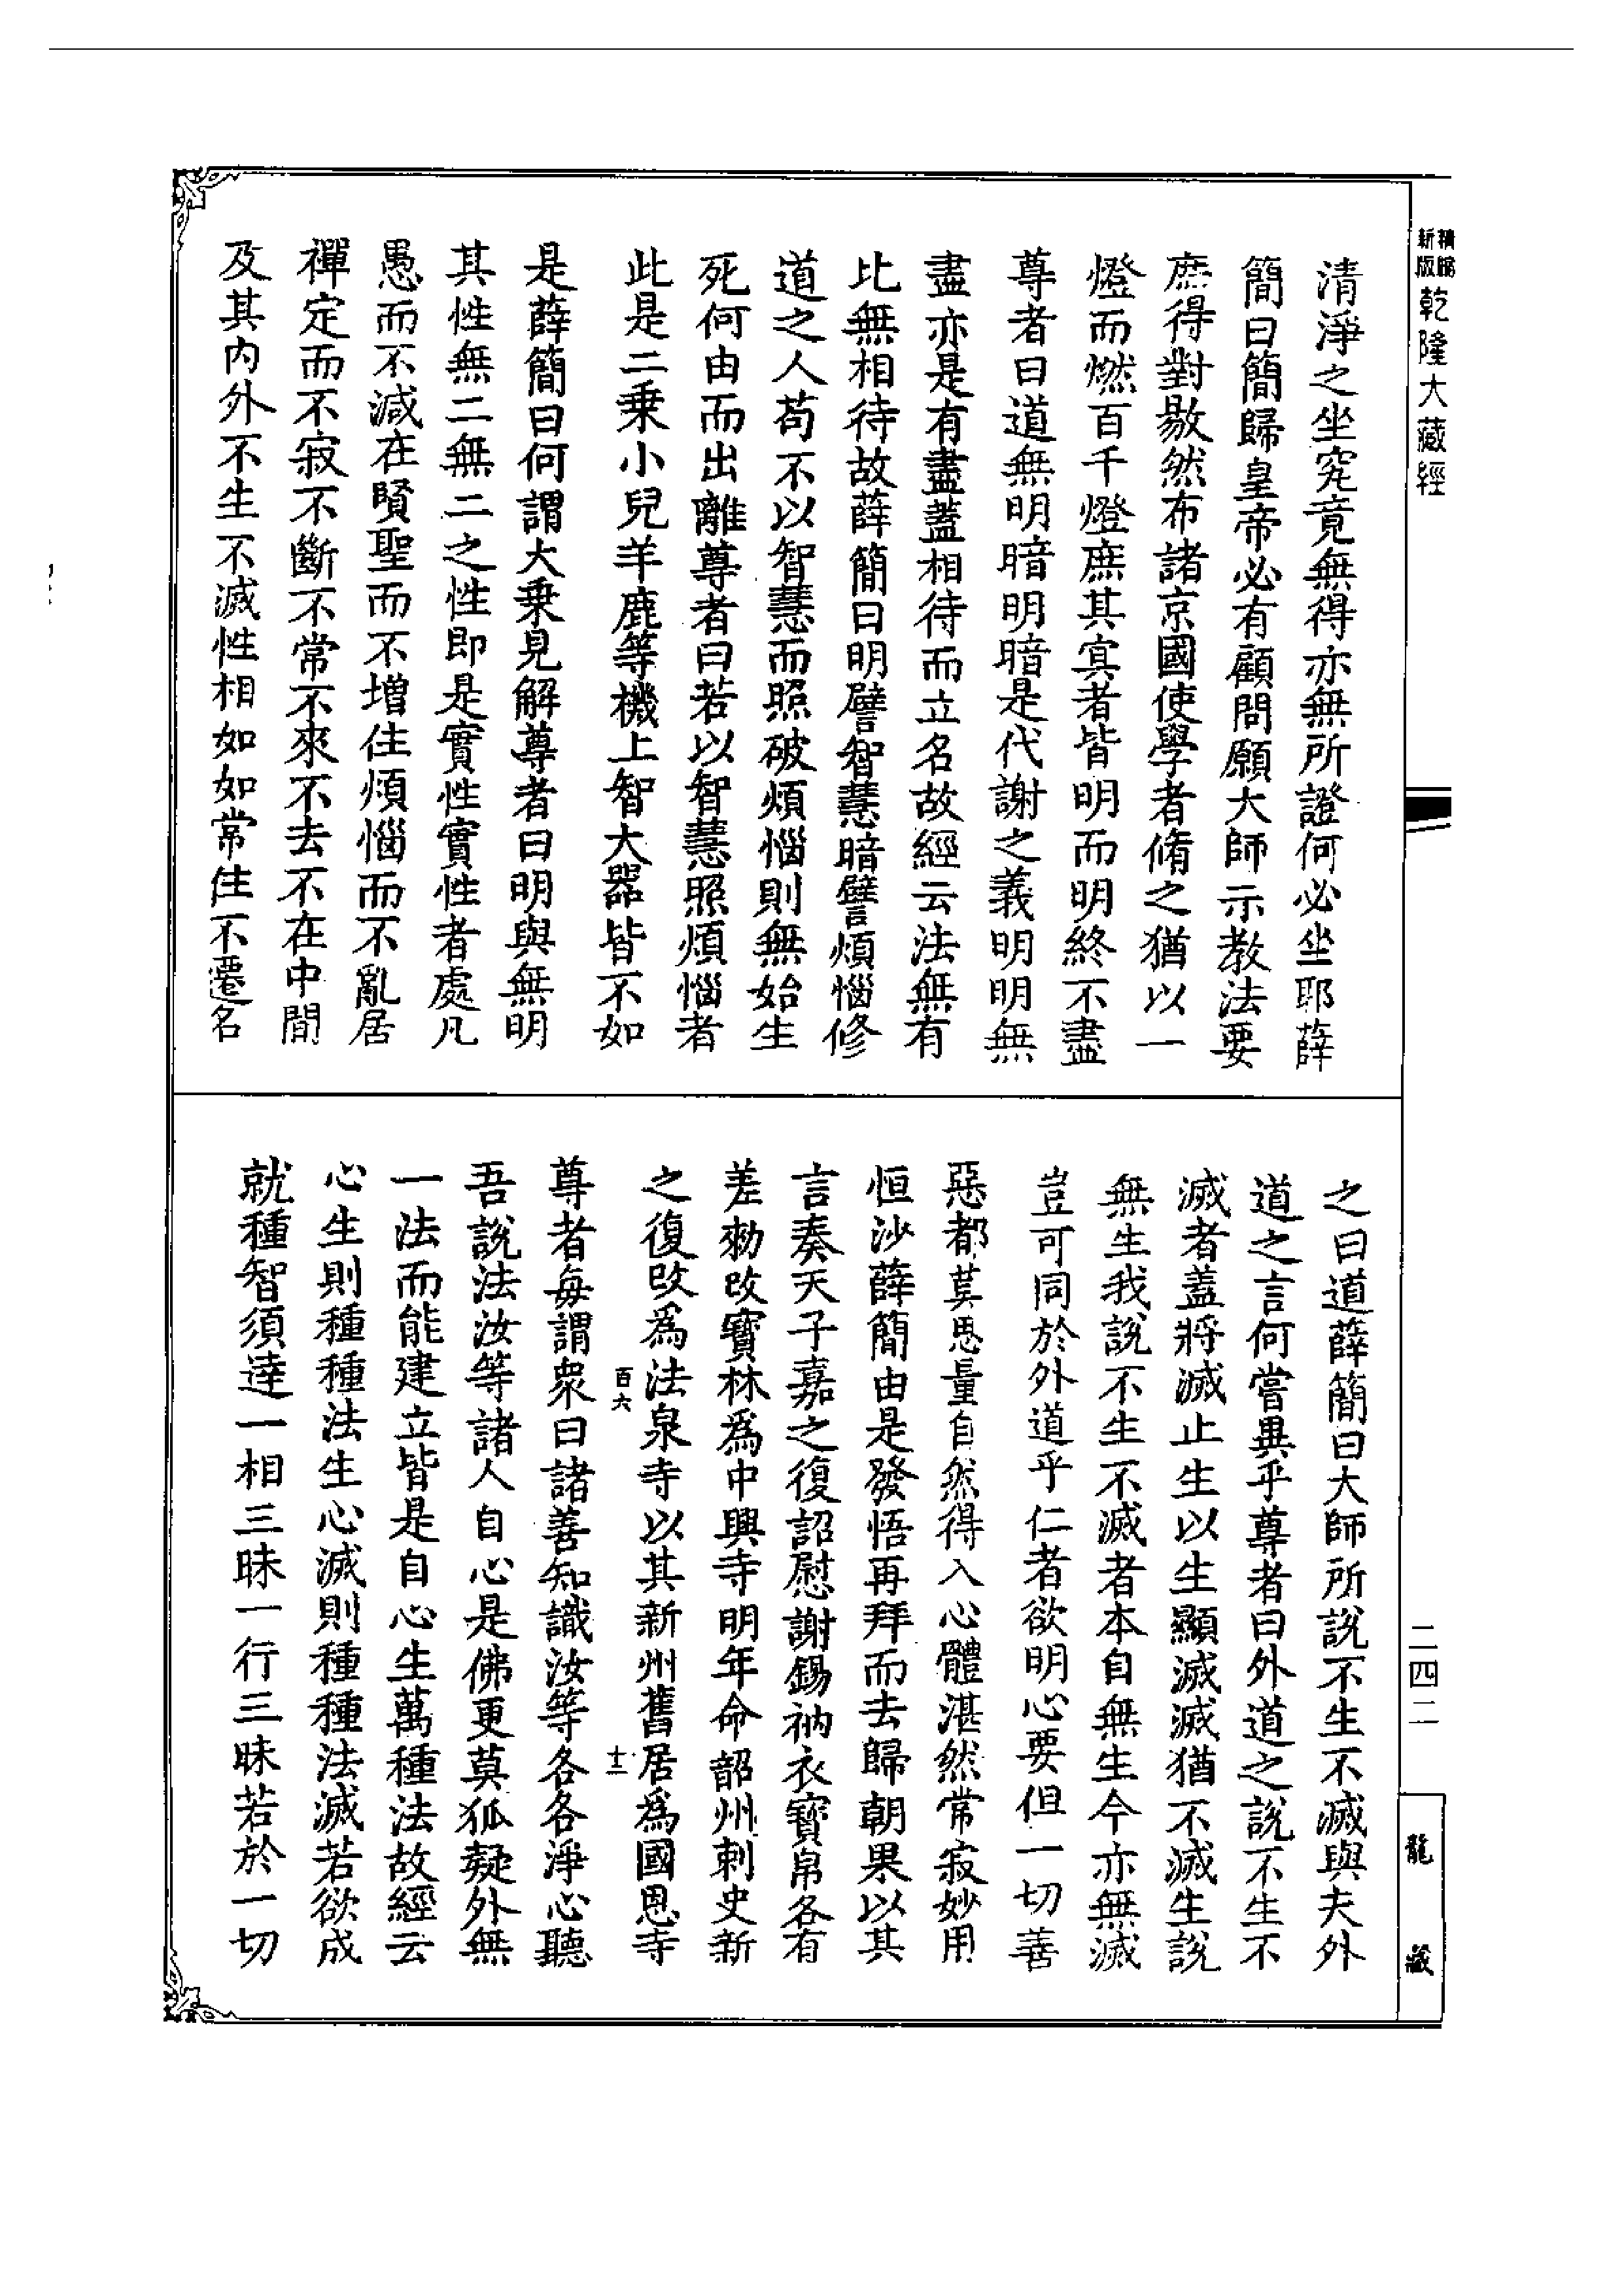 精編
新版
乾隆大藏經
清淨之坐究竟無得亦無所證何必坐耶薛
簡曰簡歸皇帝必有顧問願大師示教法要
庶得對敭然布諸京國使學者脩之猶以一
燈而燃百千燈庶其冥者皆明而明終不盡
尊者曰道無明暗明暗是代謝之義明明無
盡亦是有盡蓋相待而立名故經云法無有
比無相待故薛簡曰明譬智慧暗譬煩惱修
道之人苟不以智慧而照破煩惱則無始生
死何由而出離尊者曰若以智慧照煩惱者
此是二乘小兒羊鹿等機上智大器皆不如
是薛簡曰何謂大乘見解尊者曰明與無明
其性無二無二之性即是實性實性者處凡
愚而不減在賢聖而不增住煩惱而不亂居
禪定而不寂不斷不常不來不去不在中間
及其內外不生不滅性相如如常住不遷名
之曰道薛簡曰大師所說不生不滅與夫外
道之言何嘗異乎尊者曰外道之說不生不
滅者蓋將滅止生以生顯滅滅猶不滅生說
無生我說不生不滅者本自無生今亦無滅
豈可同於外道乎仁者欲明心要但一切善
惡都莫思量自然得入心體湛然常寂妙用
恒沙薛簡由是發悟再拜而去歸朝果以其
言奏天子嘉之復詔慰謝錫衲衣寶帛各有
差勑改寶林為中興寺明年命韶州刺史新
之復改為法泉寺以其新州舊居為國恩寺
百六
十二
尊者每謂衆曰諸善知識汝等各各淨心聽
吾說法汝等諸人自心是佛更莫狐疑外無
一法而能建立皆是自心生萬種法故經云
心生則種種法生心滅則種種法滅若欲成
就種智須達一相三昧一行三昧若於一切
二四二
龍藏